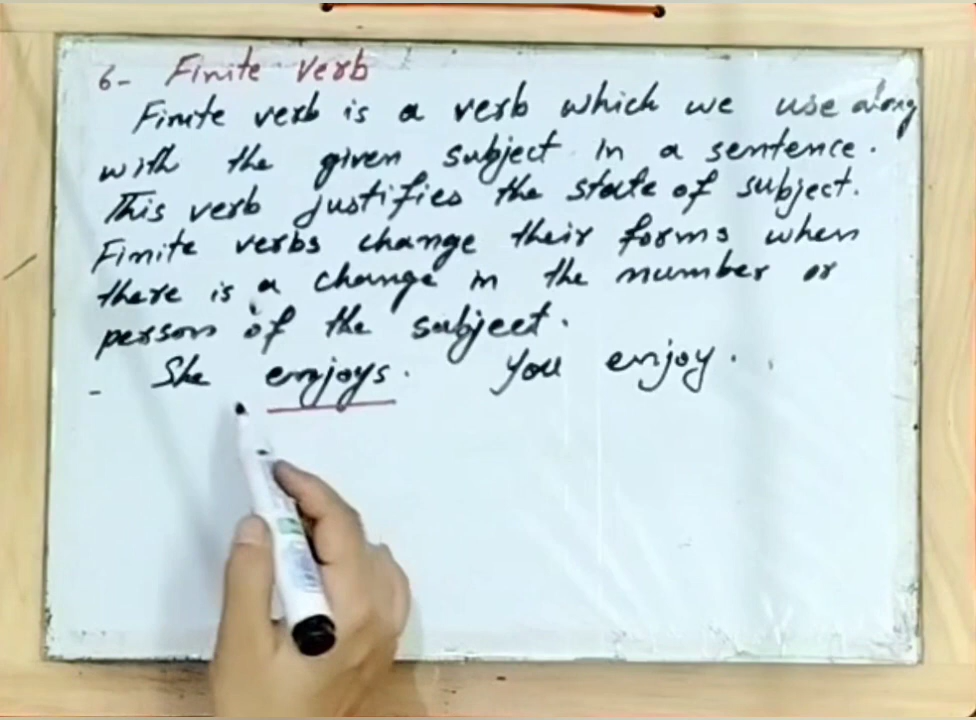 6- Finite verb
Finite verb is a verb which we use along
with the given subject in a sentence.
This verb justifies the state of subject.
Finite verbs change their forms when
there is a change in the number or
person of the subject.
- She enjoys. You enjoy.